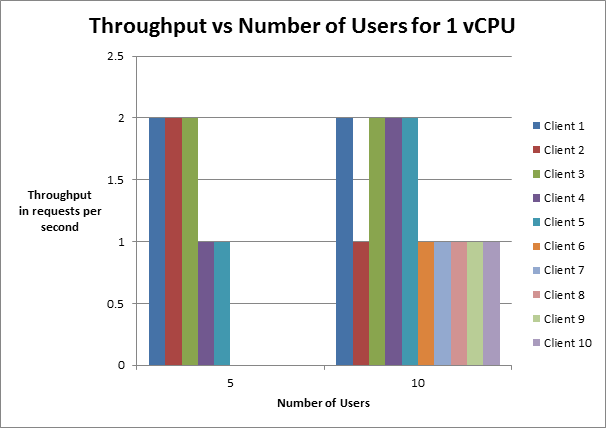 Throughput vs Number of Users for 1 vCPU
2.5
2
1.5
1
0.5
0
Throughput
in requests per
second
5
10
Number of Users
Client 1
Client 2
Client 3
Client 4
Client 5
Client 6
Client 7
Client 8
Client 9
Client 10